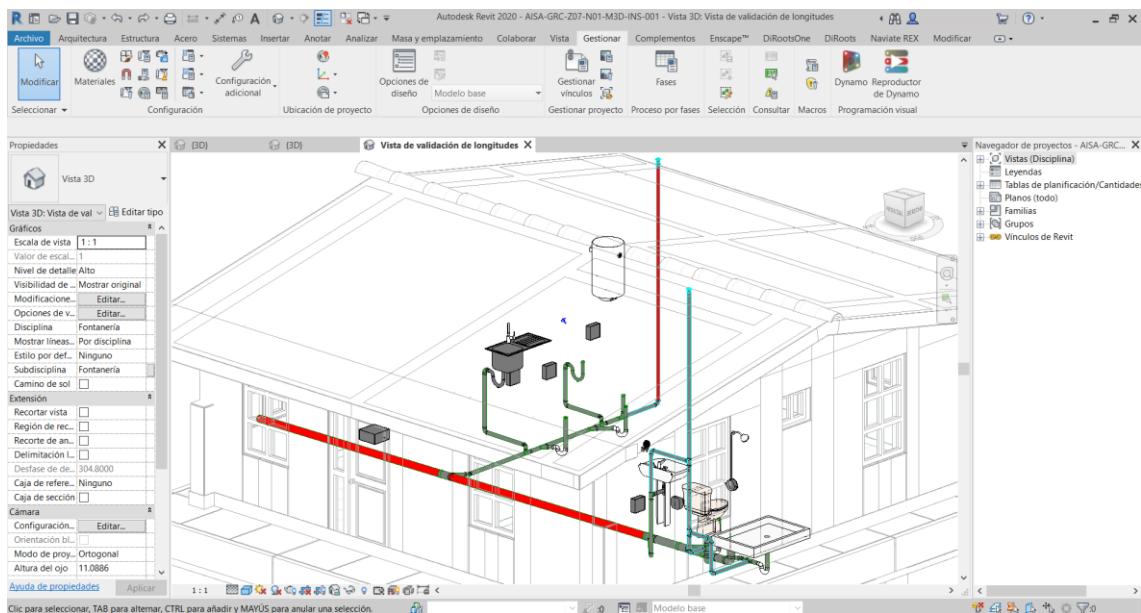 Autodesk Revit 2020 - AISA-GRC-Z07-N01-M3D-INS-001 - Vista 3D: Vista de validación de longitudes
Archivo Arquitectura Estructura Acero Sistemas Insertar Anotar Analizar Masa y emplazamiento Colaborar Vista Gestionar Complementos Enscape™ DiRootsOne DiRoots Naviate REX Modificar
Modificar
Materiales
Configuración adicional
Opciones de diseño
Modelo base
Gestionar vínculos
Fases
Dynamo
Reproductor de Dynamo
Seleccionar
Configuración
Ubicación de proyecto
Opciones de diseño
Gestionar proyecto
Proceso por fases
Selección
Consultar
Macros
Programación visual
Propiedades X
{3D}
{3D}
Vista de validación de longitudes X
Navegador de proyectos - AISA-GRC... X
Vista 3D
Vista 3D: Vista de val
Editar tipo
Gráficos
Escala de vista 1 : 1
Valor de escal... 1
Nivel de detalle Alto
Visibilidad de ... Mostrar original
Modificacione... Editar...
Opciones de v... Editar...
Disciplina Fontanería
Mostrar líneas... Por disciplina
Estilo por def... Ninguno
Subdisciplina Fontanería
Camino de sol
Extensión
Recortar vista
Región de rec...
Recorte de an...
Delimitación l...
Desfase de de... 304.8000
Caja de refere... Ninguno
Caja de sección
Cámara
Configuración... Editar...
Orientación bl...
Modo de proy... Ortogonal
Altura del ojo 11.0886
Ayuda de propiedades Aplicar
Vistas (Disciplina)
Leyendas
Tablas de planificación/Cantidades
Planos (todo)
Familias
Grupos
Vínculos de Revit
1 : 1
Clic para seleccionar, TAB para alternar, CTRL para añadir y MAYÚS para anular una selección.
:0
Modelo base
:0